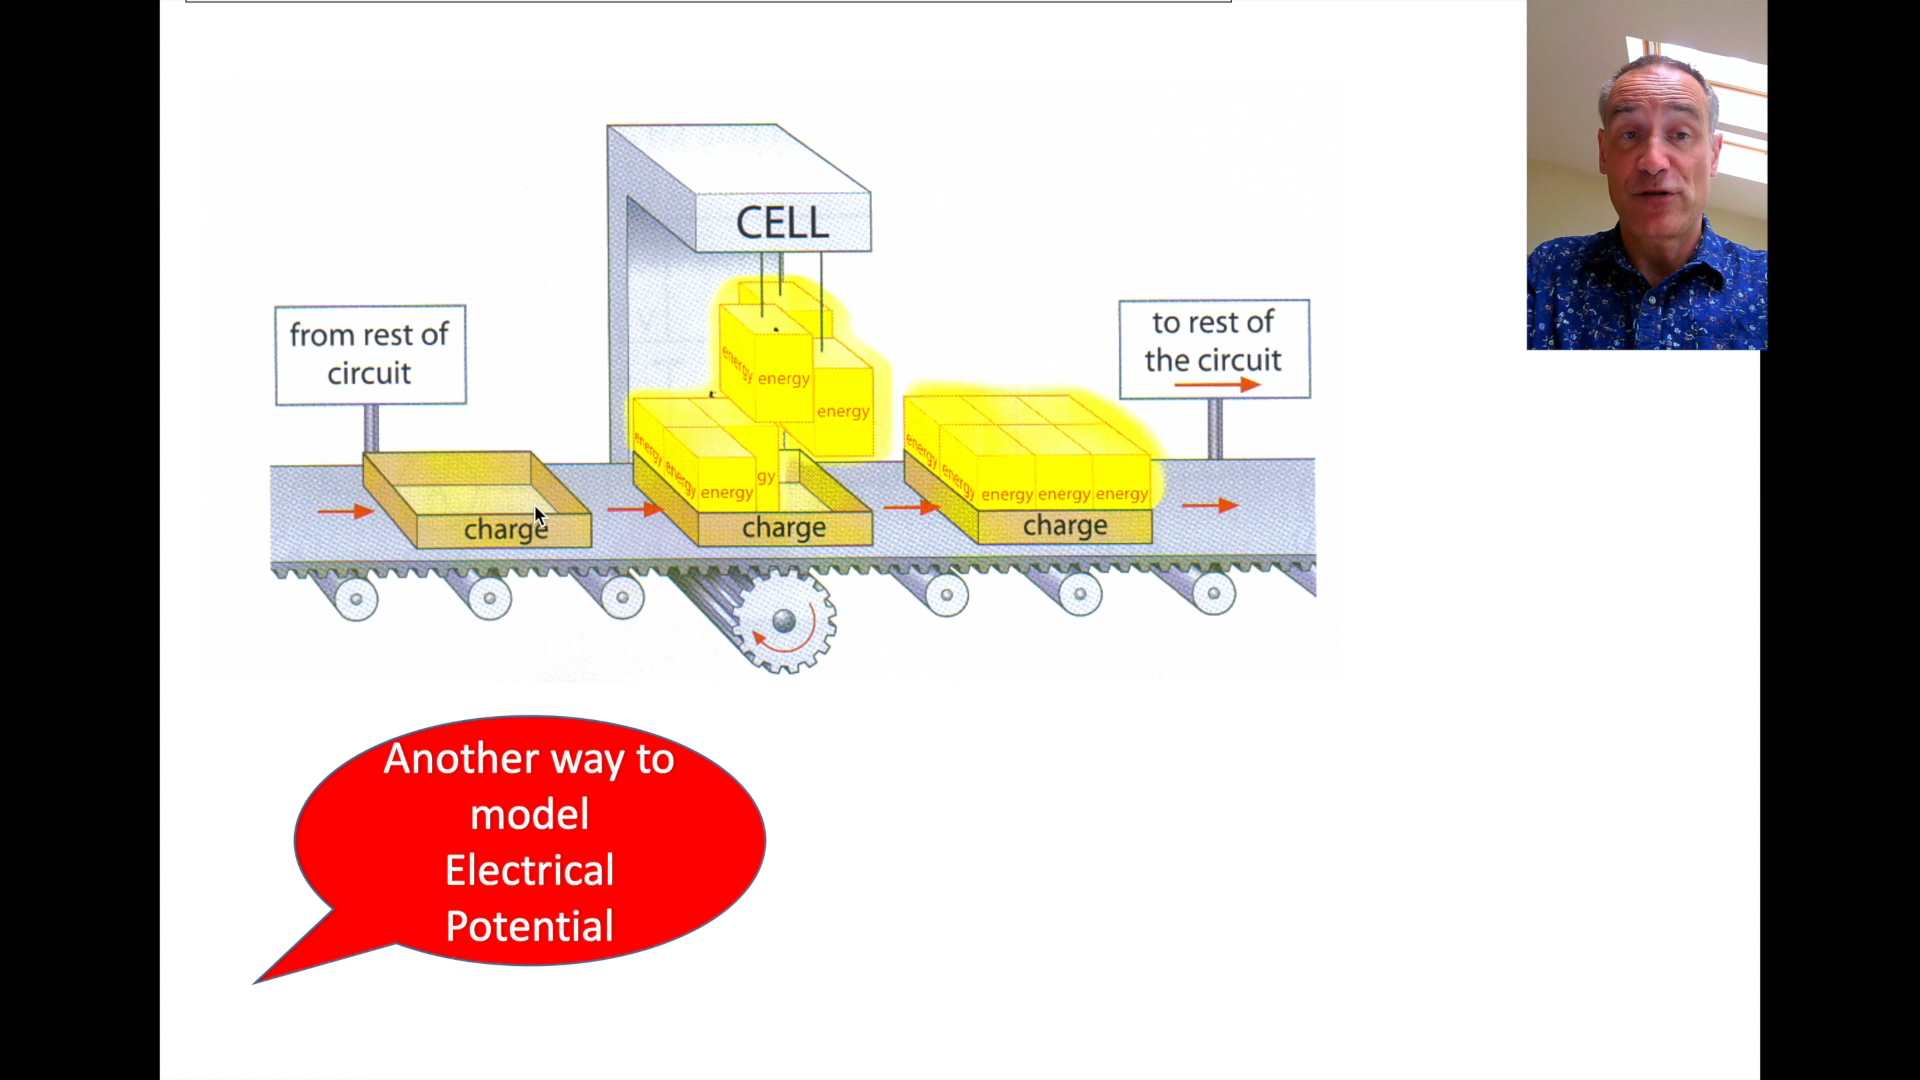 CELL
from rest of
circuit
to rest of
the circuit
energy
energy
energy
energy
energy
energy
gy
energy
energy
energy
energy
energy
charge
charge
charge
Another way to
model
Electrical
Potential